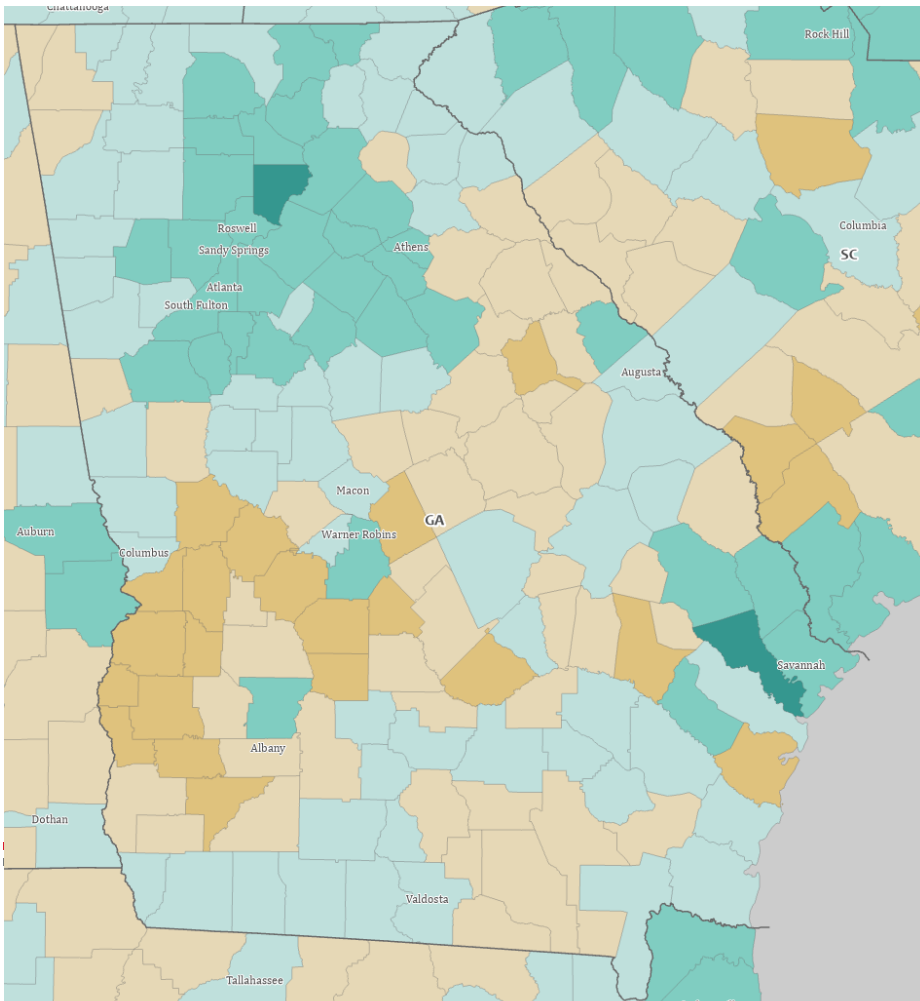 Chattanooga
Rock Hill
Roswell
Columbia
Athens
Sandy Springs
SC
Atlanta
South Fulton
Augusta
Macon
GA
Auburn
Warner Robins
Columbus
Savannah
Albany
Dothan
Valdosta
Tallahassee